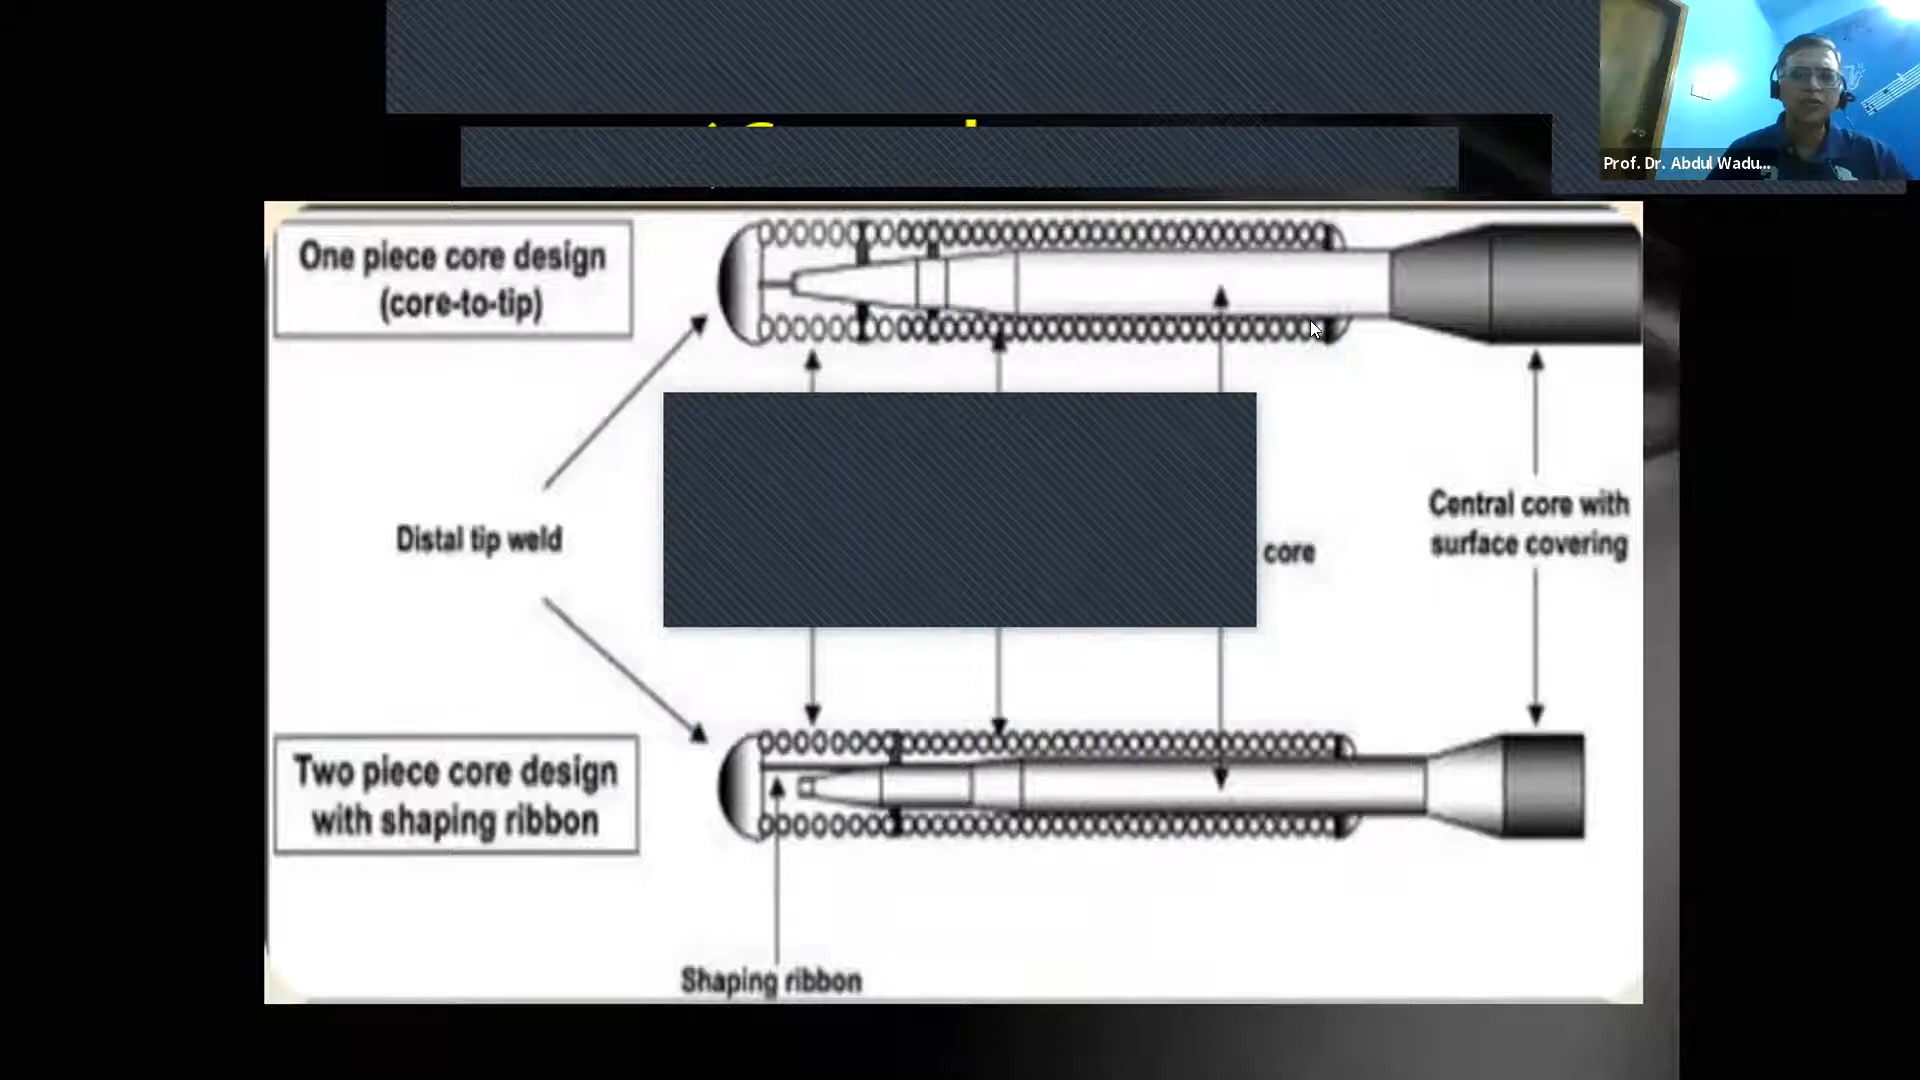 Prof. Dr. Abdul Wadu...
One piece core design
(core-to-tip)
Distal tip weld
core
Central core with
surface covering
Two piece core design
with shaping ribbon
Shaping ribbon